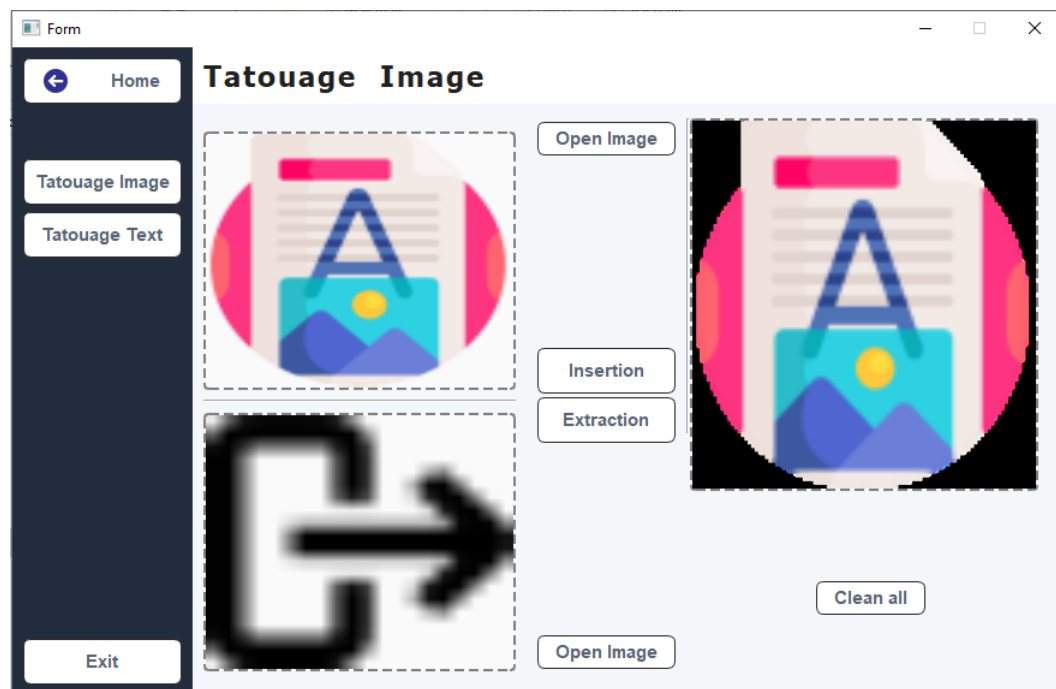 Form
Home
Tatouage Image
Open Image
Tatouage Image
Tatouage Text
A
A
Insertion
Extraction
Clean all
Open Image
Exit